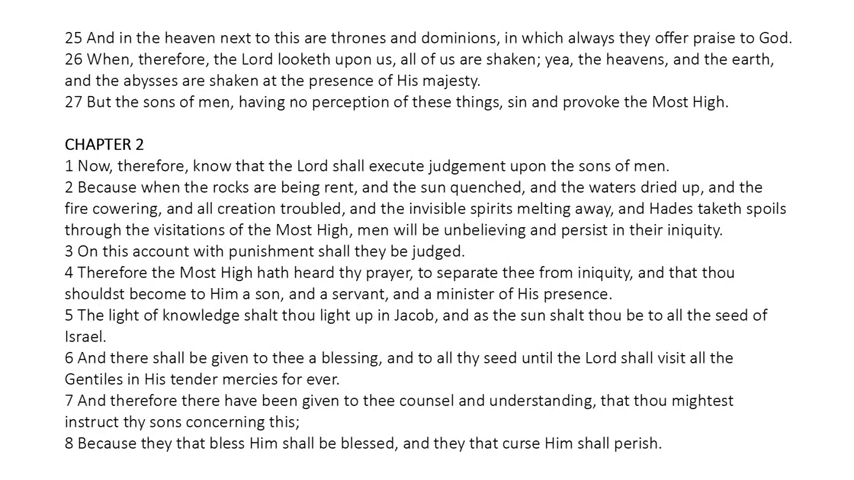 25 And in the heaven next to this are thrones and dominions, in which always they offer praise to God.
26 When, therefore, the Lord looketh upon us, all of us are shaken; yea, the heavens, and the earth,
and the abysses are shaken at the presence of His majesty.
27 But the sons of men, having no perception of these things, sin and provoke the Most High.
CHAPTER 2
1 Now, therefore, know that the Lord shall execute judgement upon the sons of men.
2 Because when the rocks are being rent, and the sun quenched, and the waters dried up, and the
fire cowering, and all creation troubled, and the invisible spirits melting away, and Hades taketh spoils
through the visitations of the Most High, men will be unbelieving and persist in their iniquity.
3 On this account with punishment shall they be judged.
4 Therefore the Most High hath heard thy prayer, to separate thee from iniquity, and that thou
shouldst become to Him a son, and a servant, and a minister of His presence.
5 The light of knowledge shalt thou light up in Jacob, and as the sun shalt thou be to all the seed of
Israel.
6 And there shall be given to thee a blessing, and to all thy seed until the Lord shall visit all the
Gentiles in His tender mercies for ever.
7 And therefore there have been given to thee counsel and understanding, that thou mightest
instruct thy sons concerning this;
8 Because they that bless Him shall be blessed, and they that curse Him shall perish.